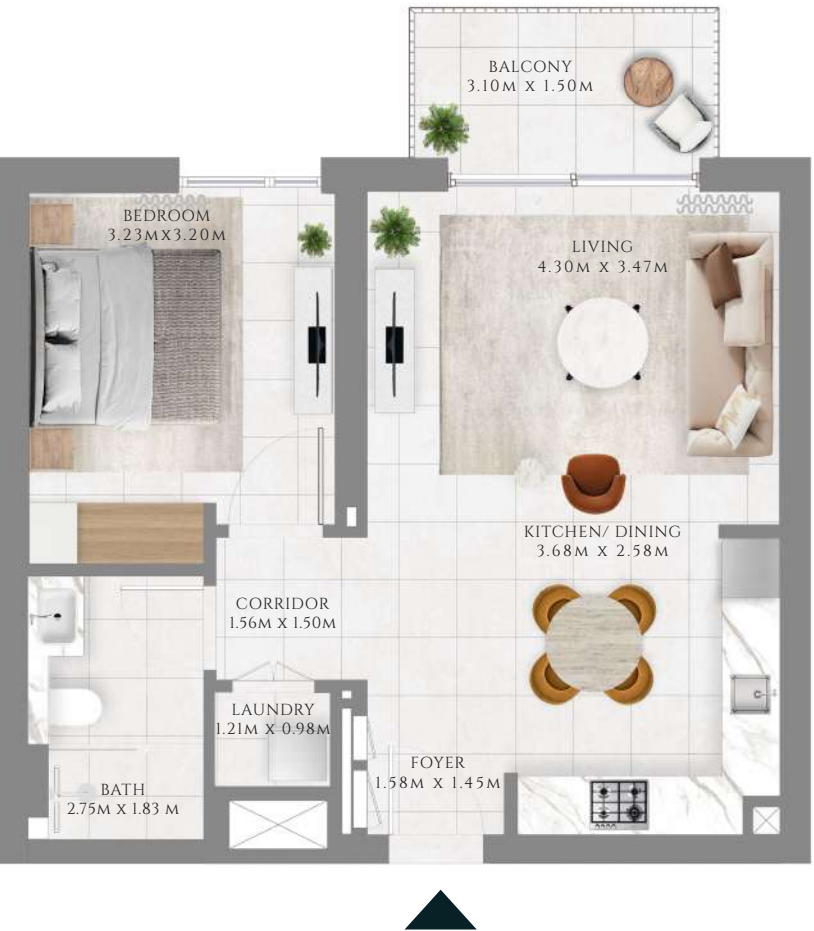 BALCONY
3.10M X 1.50M
BEDROOM
3.23MX3.20M
LIVING
4.30M X 3.47M
KITCHEN/ DINING
3.68M X 2.58M
CORRIDOR
1.56M X 1.50M
LAUNDRY
1.21M X 0.98M
FOYER
1.58M X 1.45M
BATH
2.75M X 1.83 M